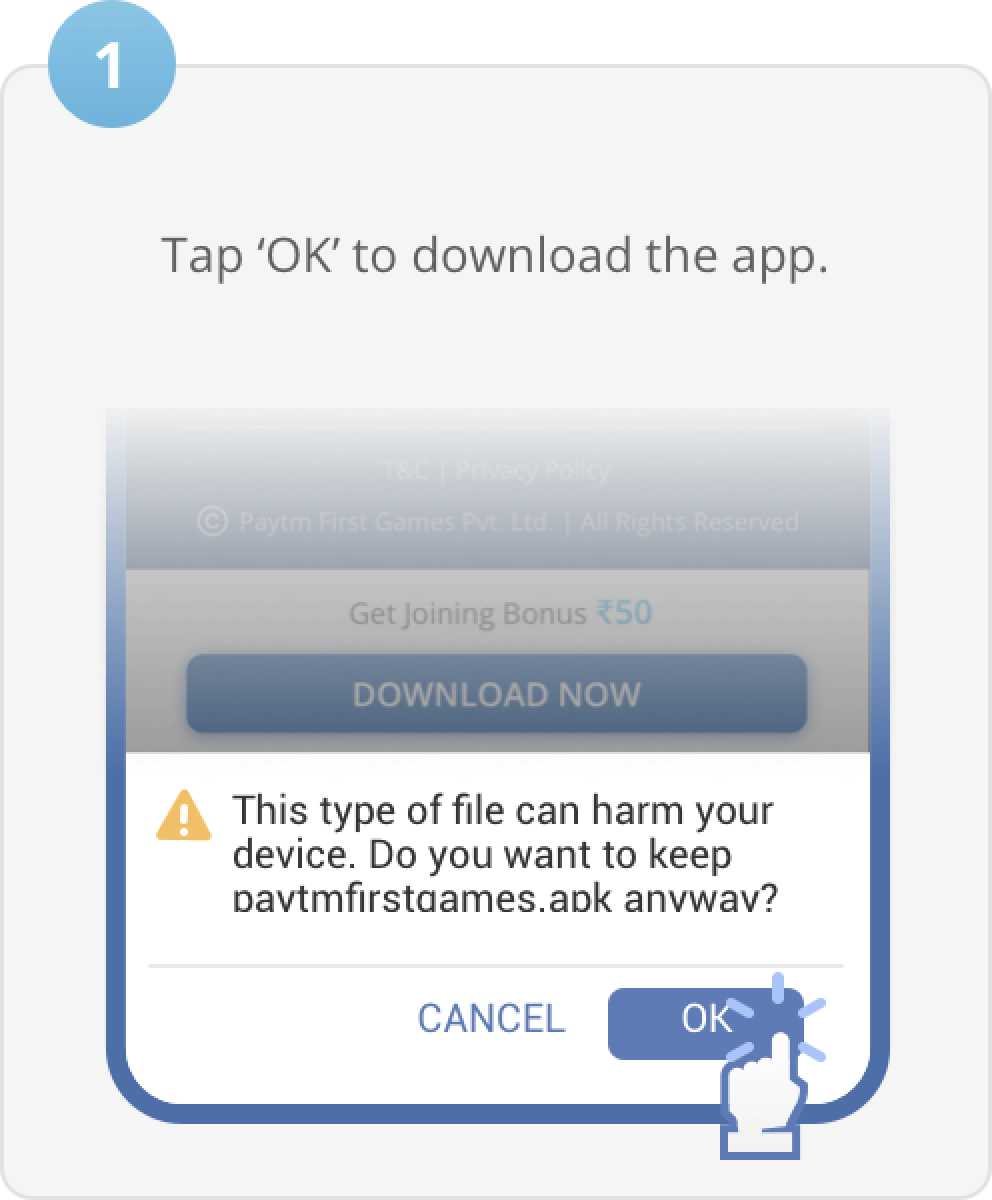 1
Tap ‘OK’ to download the app.
T&C | Privacy Policy
© Paytm First Games Pvt. Ltd. | All Rights Reserved
Get Joining Bonus ₹50
DOWNLOAD NOW
This type of file can harm your
device. Do you want to keep
paytmfirstgames.apk anyway?
CANCEL
OK